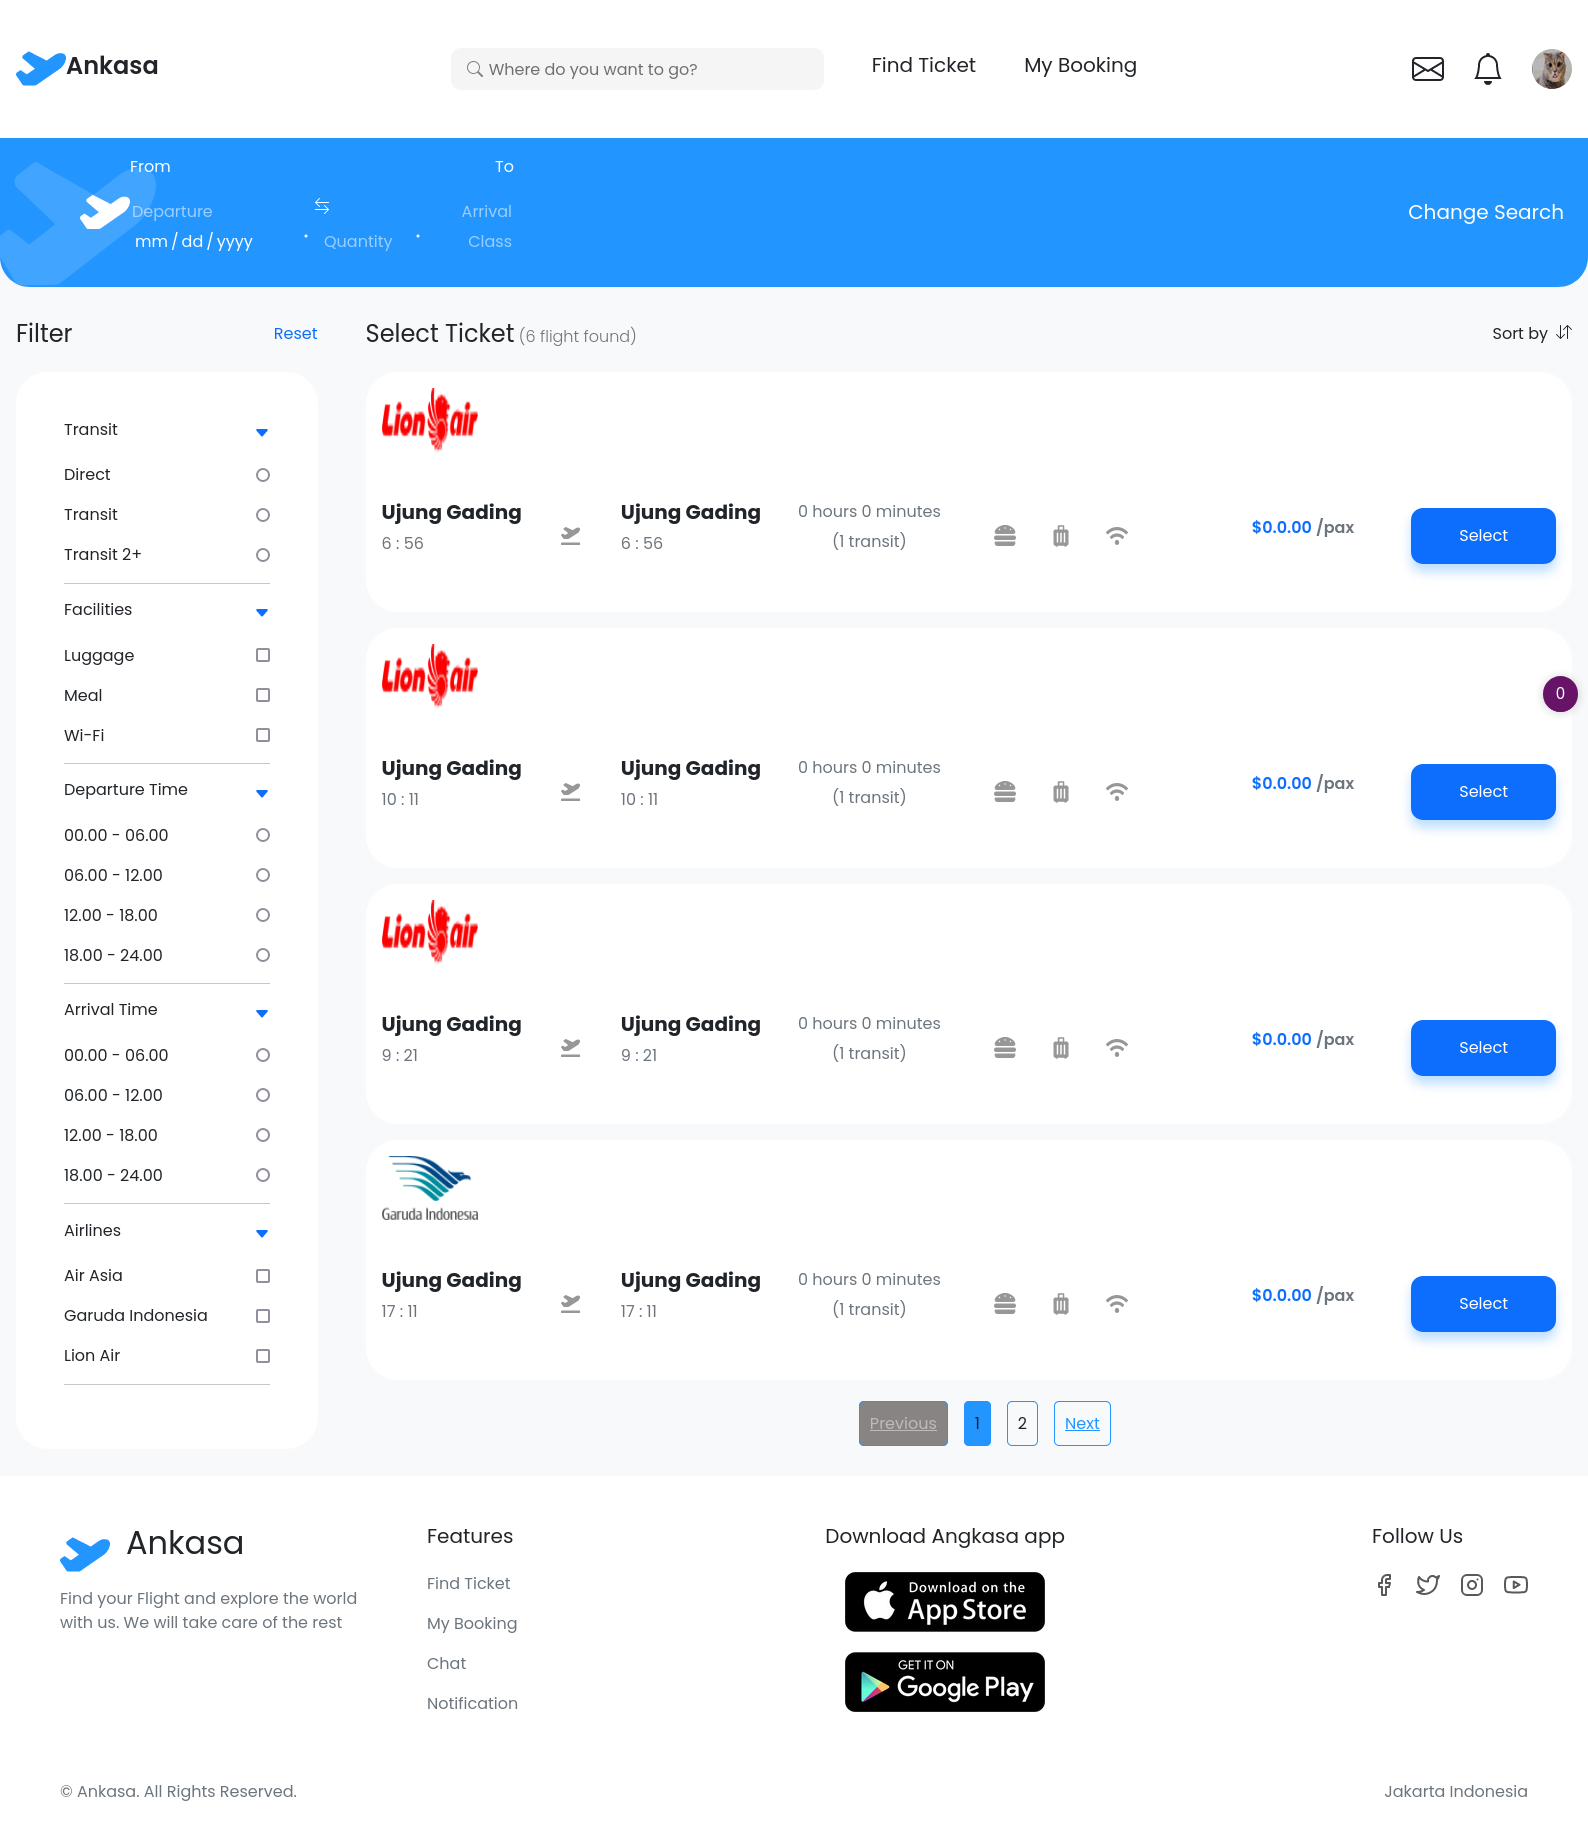 Ankasa
Where do you want to go?
Find Ticket
My Booking
From
To
Departure
Arrival
mm / dd / yyyy
Quantity
Class
Change Search
Filter
Reset
Transit
Direct
Transit
Transit 2+
Facilities
Luggage
Meal
Wi-Fi
Departure Time
00.00 - 06.00
06.00 - 12.00
12.00 - 18.00
18.00 - 24.00
Arrival Time
00.00 - 06.00
06.00 - 12.00
12.00 - 18.00
18.00 - 24.00
Airlines
Air Asia
Garuda Indonesia
Lion Air
Select Ticket (6 flight found)
Sort by
Lion air
Ujung Gading
6 : 56
Ujung Gading
6 : 56
0 hours 0 minutes
(1 transit)
$0.0.00 /pax
Select
Lion air
0
Ujung Gading
10 : 11
Ujung Gading
10 : 11
0 hours 0 minutes
(1 transit)
$0.0.00 /pax
Select
Lion air
Ujung Gading
9 : 21
Ujung Gading
9 : 21
0 hours 0 minutes
(1 transit)
$0.0.00 /pax
Select
Garuda Indonesia
Ujung Gading
17 : 11
Ujung Gading
17 : 11
0 hours 0 minutes
(1 transit)
$0.0.00 /pax
Select
Previous
1
2
Next
Ankasa
Find your Flight and explore the world
with us. We will take care of the rest
Features
Find Ticket
My Booking
Chat
Notification
Download Angkasa app
Download on the
App Store
GET IT ON
Google Play
Follow Us
© Ankasa. All Rights Reserved.
Jakarta Indonesia